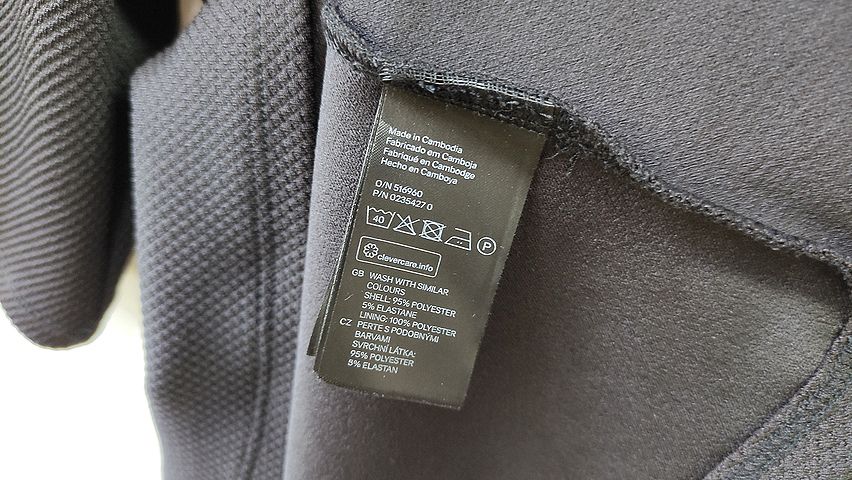 Made in Cambodia
Fabricado em Camboja
Fabriqué en Cambodge
Hecho en Camboya
O/N 516960
P/N 0235427 0
40 P
clevercare.info
GB WASH WITH SIMILAR
COLOURS
SHELL: 95% POLYESTER
5% ELASTANE
LINING: 100% POLYESTER
CZ PERTE S PODOBNÝMI
BARVAMI
SVRCHNÍ LÁTKA:
95% POLYESTER
5% ELASTAN